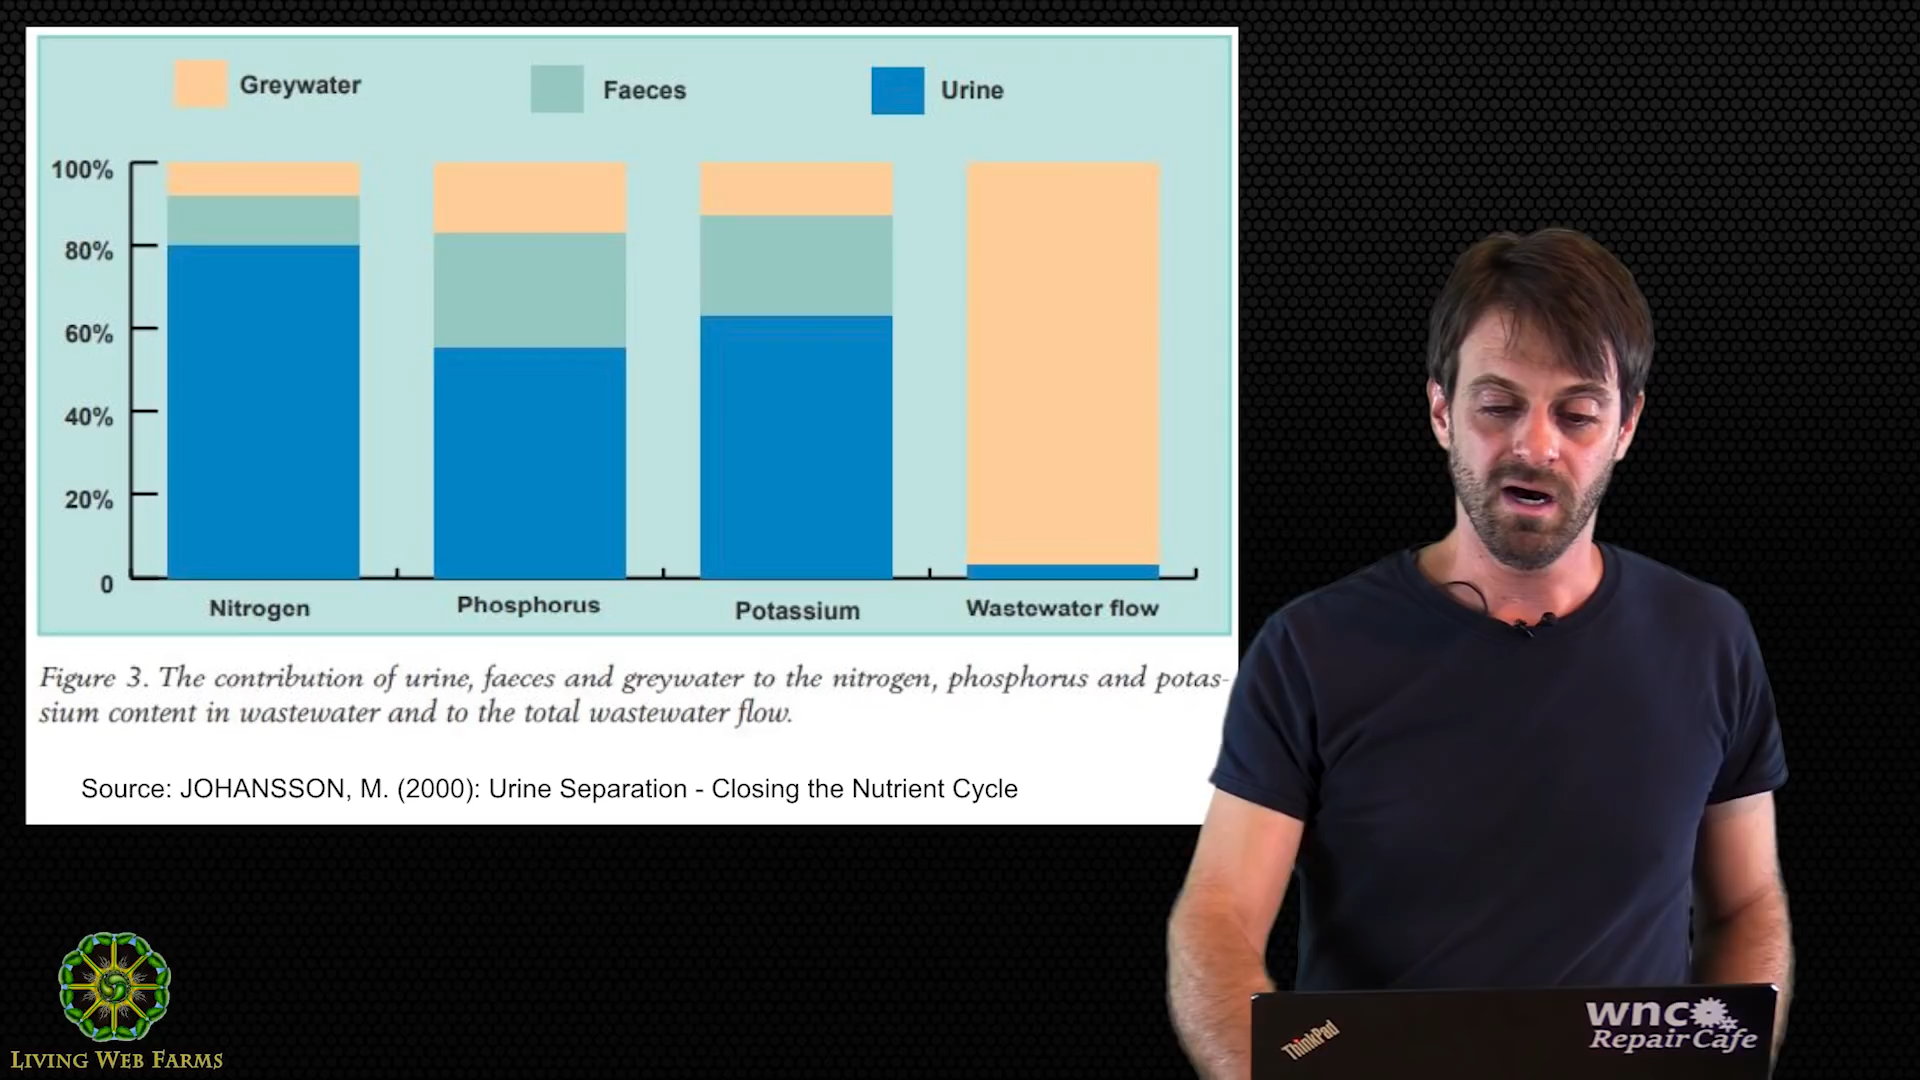 Greywater
Faeces
Urine
100%
80%
60%
40%
20%
0
Nitrogen
Phosphorus
Potassium
Wastewater flow
Figure 3. The contribution of urine, faeces and greywater to the nitrogen, phosphorus and potas-
sium content in wastewater and to the total wastewater flow.
Source: JOHANSSON, M. (2000): Urine Separation - Closing the Nutrient Cycle
LIVING WEB FARMS
ThinkPad
wnc
Repair Cafe